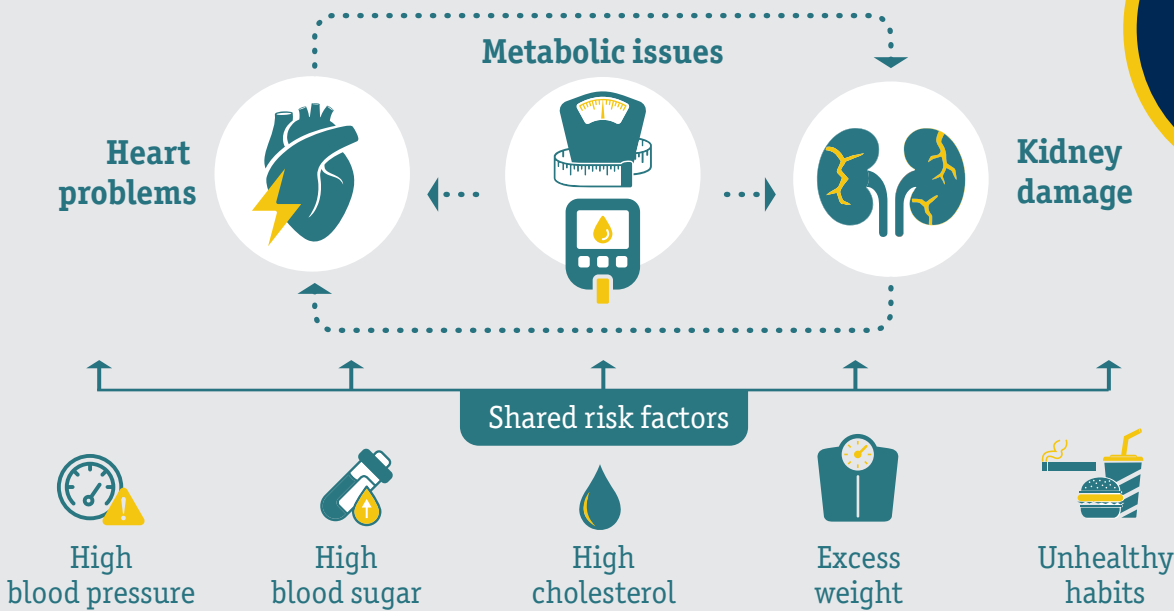 Metabolic issues
Heart
problems
Kidney
damage
Shared risk factors
High
blood pressure
High
blood sugar
High
cholesterol
Excess
weight
Unhealthy
habits